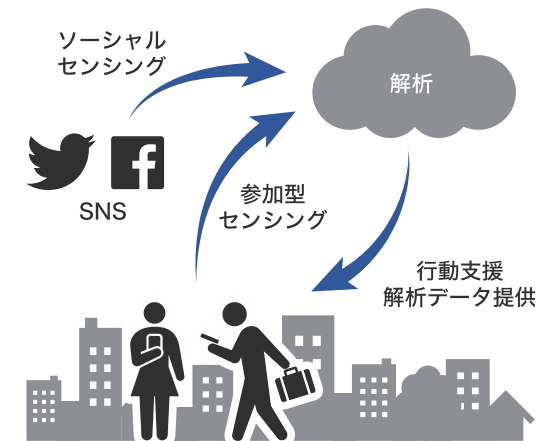 ソーシャル
センシング
解析
SNS
参加型
センシング
行動支援
解析データ提供